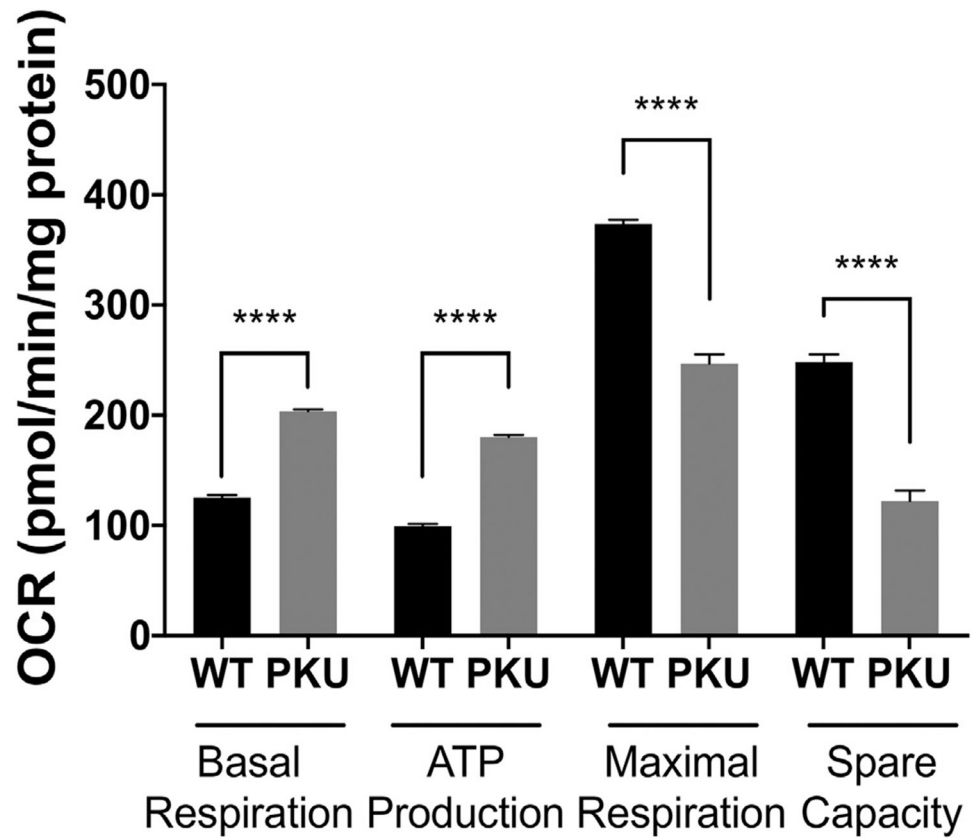 OCR (pmol/min/mg protein)
500
400
300
200
100
0
****
****
****
****
WT PKU WT PKU WT PKU WT PKU
Basal Respiration
ATP Production
Maximal Respiration
Spare Capacity